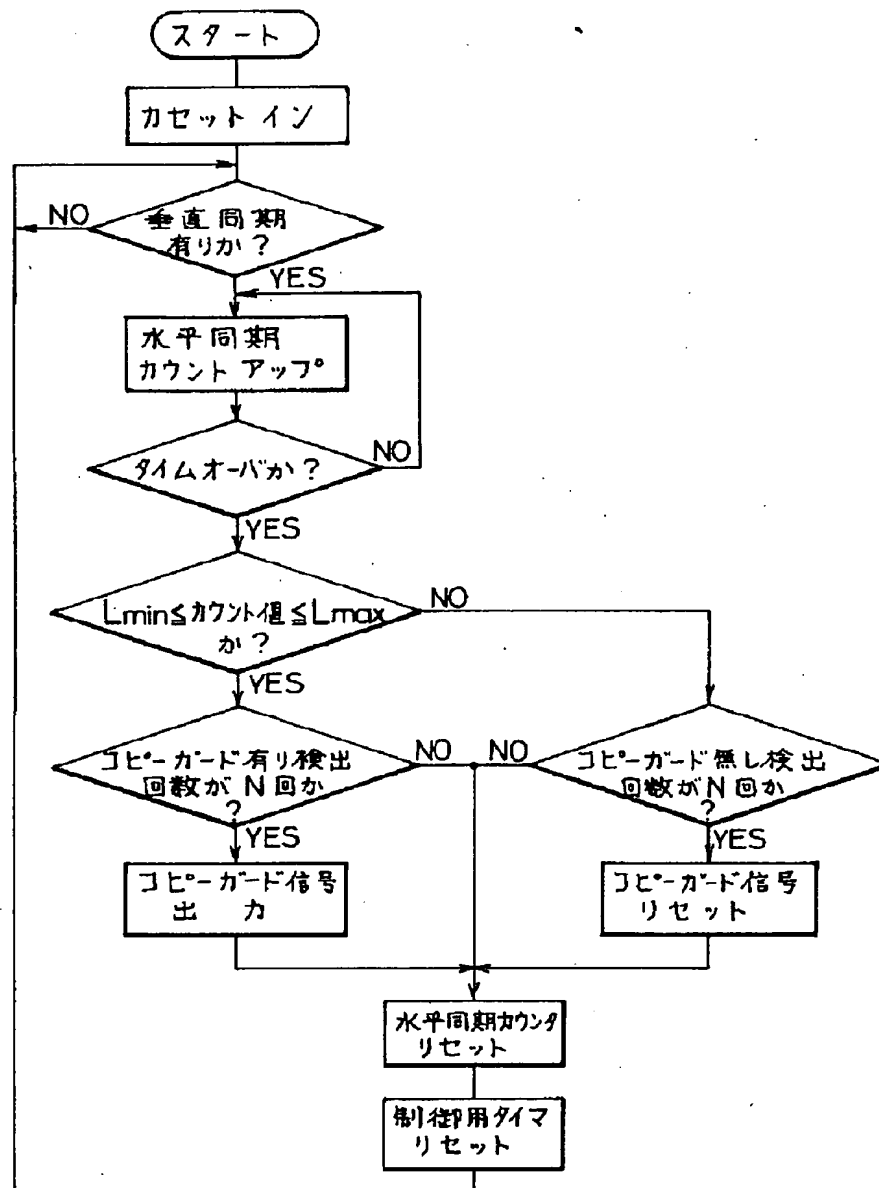 スタート
カセットイン
NO
垂直同期
有りか？
YES
水平同期
カウントアップ
タイムオーバか？
NO
YES
Lmin≦カウント値≦Lmax
か？
NO
YES
コピーガード有り検出
回数がN回か
？
NO
NO
コピーガード無し検出
回数がN回か
？
YES
YES
コピーガード信号
出力
コピーガード信号
リセット
水平同期カウンタ
リセット
制御用タイマ
リセット